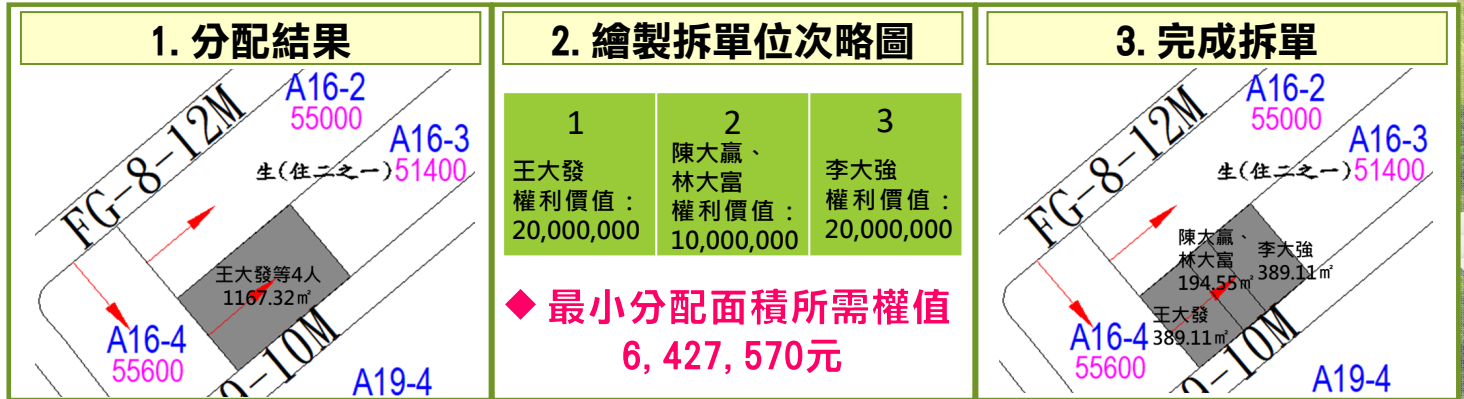 1. 分配結果
A16-2
55000
A16-3
生(住二之一)51400
FG-8-12M
王大發等4人
1167.32㎡
A16-4
55600
9-10M
A19-4
2. 繪製拆單位次略圖
1
王大發
權利價值：
20,000,000
2
陳大贏、
林大富
權利價值：
10,000,000
3
李大強
權利價值：
20,000,000
◆ 最小分配面積所需權值
6,427,570元
3. 完成拆單
A16-2
55000
A16-3
生(住二之一)51400
FG-8-12M
陳大贏、
林大富
194.55㎡
李大強
389.11㎡
王大發
389.11㎡
A16-4
55600
9-10M
A19-4